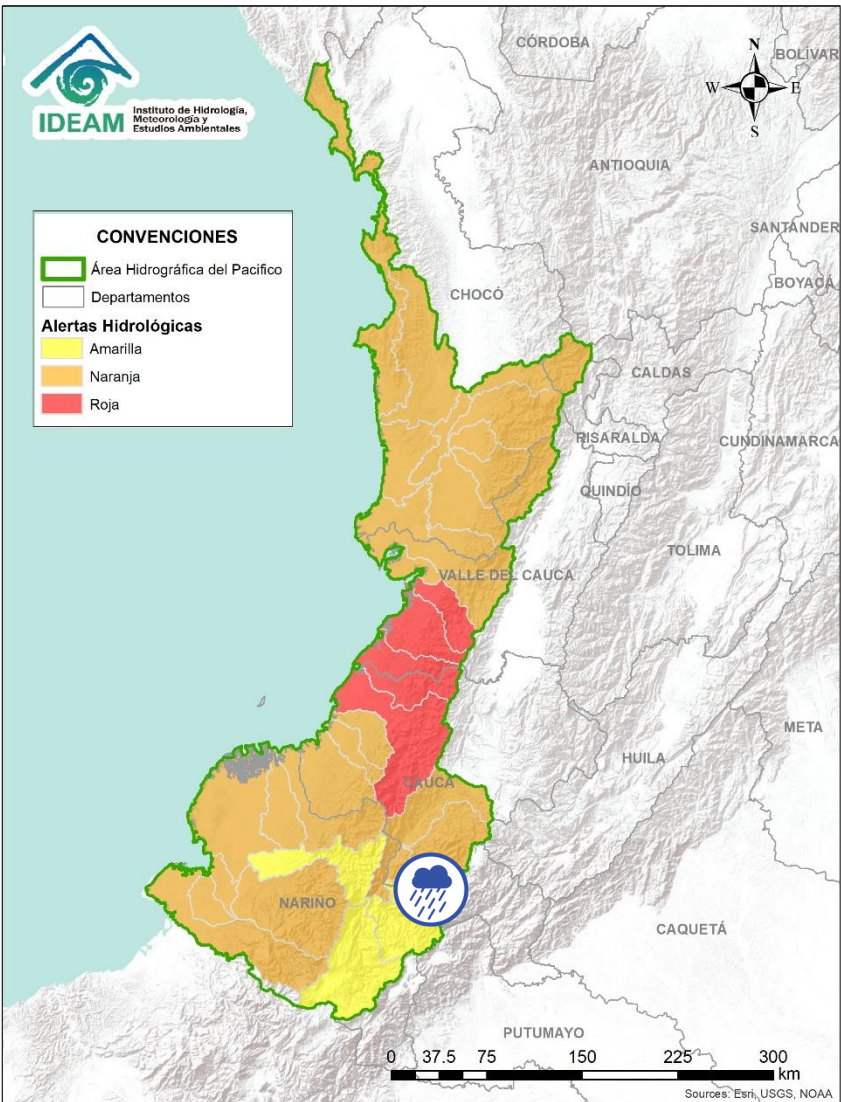 IDEAM
Instituto de Hidrología,
Meteorología y
Estudios Ambientales
CONVENCIONES
Área Hidrográfica del Pacifico
Departamentos
Alertas Hidrológicas
Amarilla
Naranja
Roja
N
W
E
S
CÓRDOBA
BOLÍVAR
ANTIOQUIA
SANTANDER
BOYACÁ
CHOCÓ
CALDAS
RISARALDA
CUNDINAMARCA
QUINDÍO
TOLIMA
VALLE DEL CAUCA
META
HUILA
CAUCA
NARIÑO
CAQUETÁ
PUTUMAYO
0 37.5 75 150 225 300
km
Sources: Esri, USGS, NOAA